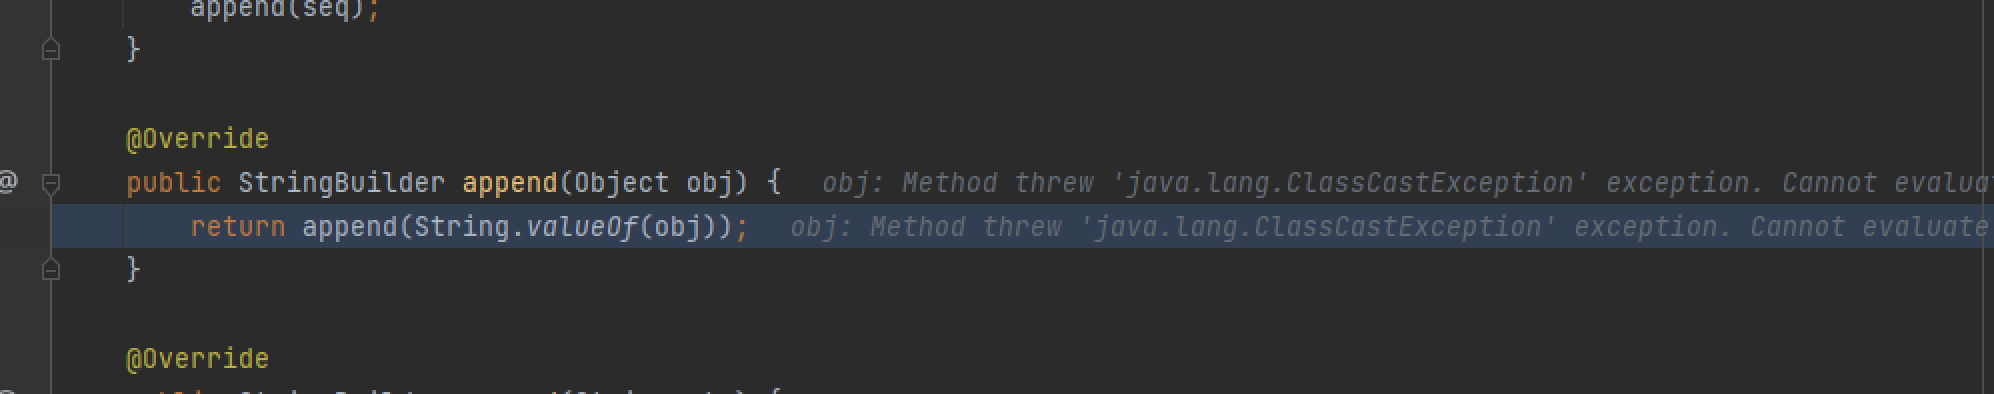 append(seq);
}
@Override
@ public StringBuilder append(Object obj) {   obj: Method threw 'java.lang.ClassCastException' exception. Cannot evalua
return append(String.valueOf(obj));   obj: Method threw 'java.lang.ClassCastException' exception. Cannot evaluate
}
@Override